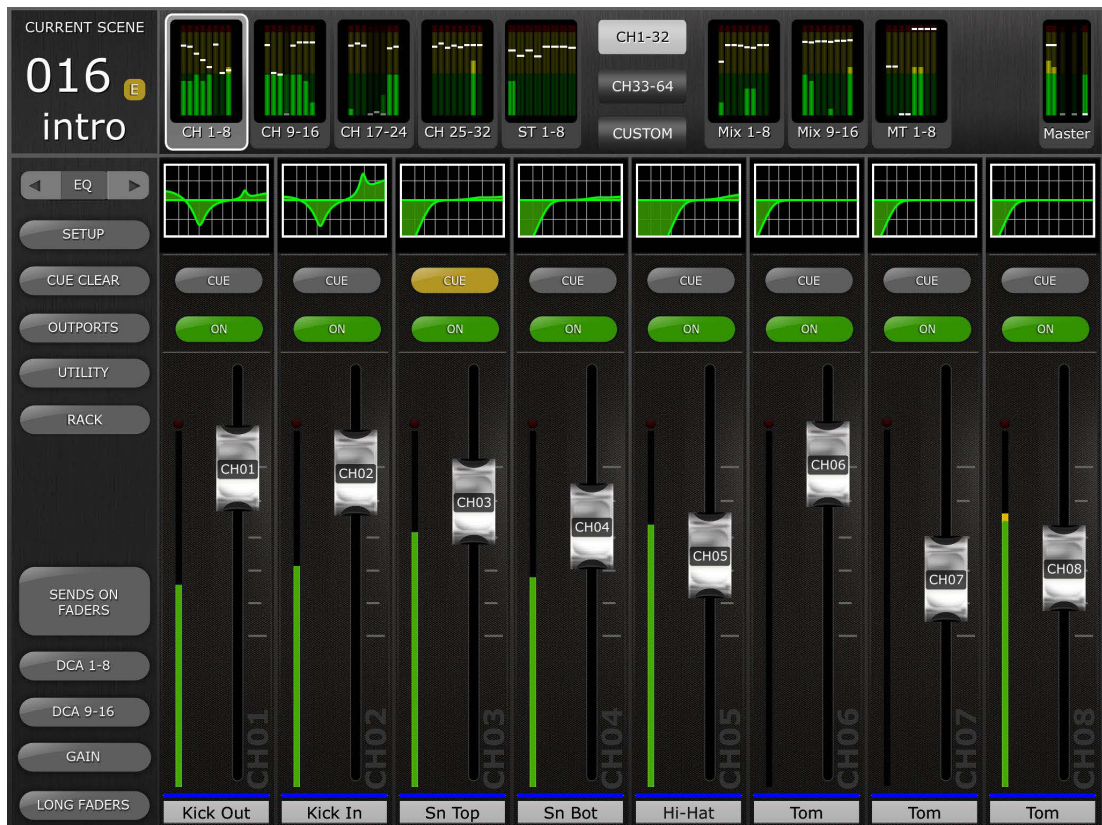 CURRENT SCENE
016 E
intro
CH 1-8
CH 9-16
CH 17-24
CH 25-32
ST 1-8
CH1-32
CH33-64
CUSTOM
Mix 1-8
Mix 9-16
MT 1-8
Master
EQ
SETUP
CUE CLEAR
OUTPORTS
UTILITY
RACK
SENDS ON
FADERS
DCA 1-8
DCA 9-16
GAIN
LONG FADERS
CUE CUE CUE CUE CUE CUE CUE CUE
ON ON ON ON ON ON ON ON
CH01 CH02 CH03 CH04 CH05 CH06 CH07 CH08
CH01 CH02 CH03 CH04 CH05 CH06 CH07 CH08
Kick Out Kick In Sn Top Sn Bot Hi-Hat Tom Tom Tom